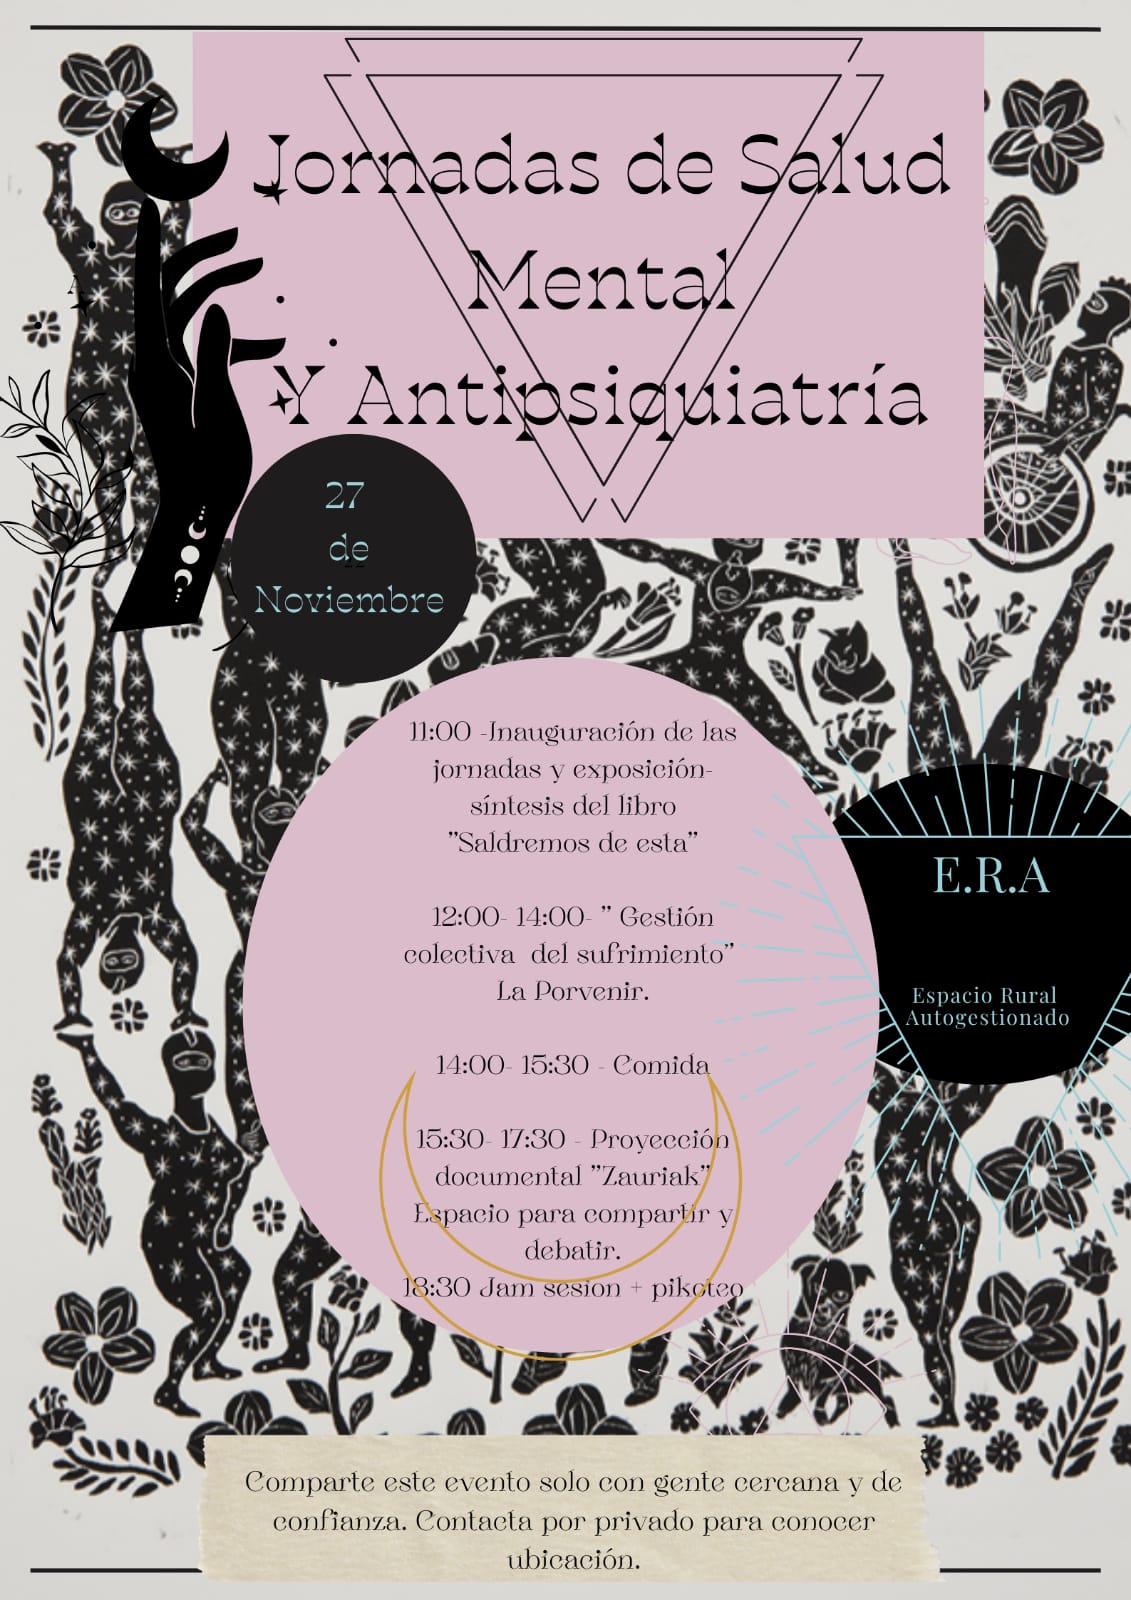 Jornadas de Salud
Mental
Y Antipsiquiatría
27
de
Noviembre
11:00 -Inauguración de las
jornadas y exposición-
síntesis del libro
"Saldremos de esta"
12:00- 14:00- " Gestión
colectiva del sufrimiento"
La Porvenir.
14:00- 15:30 - Comida
15:30- 17:30 - Proyección
documental "Zauriak"
Espacio para compartir y
debatir.
18:30 Jam sesion + pikoteo
E.R.A
Espacio Rural
Autogestionado
Comparte este evento solo con gente cercana y de
confianza. Contacta por privado para conocer
ubicación.